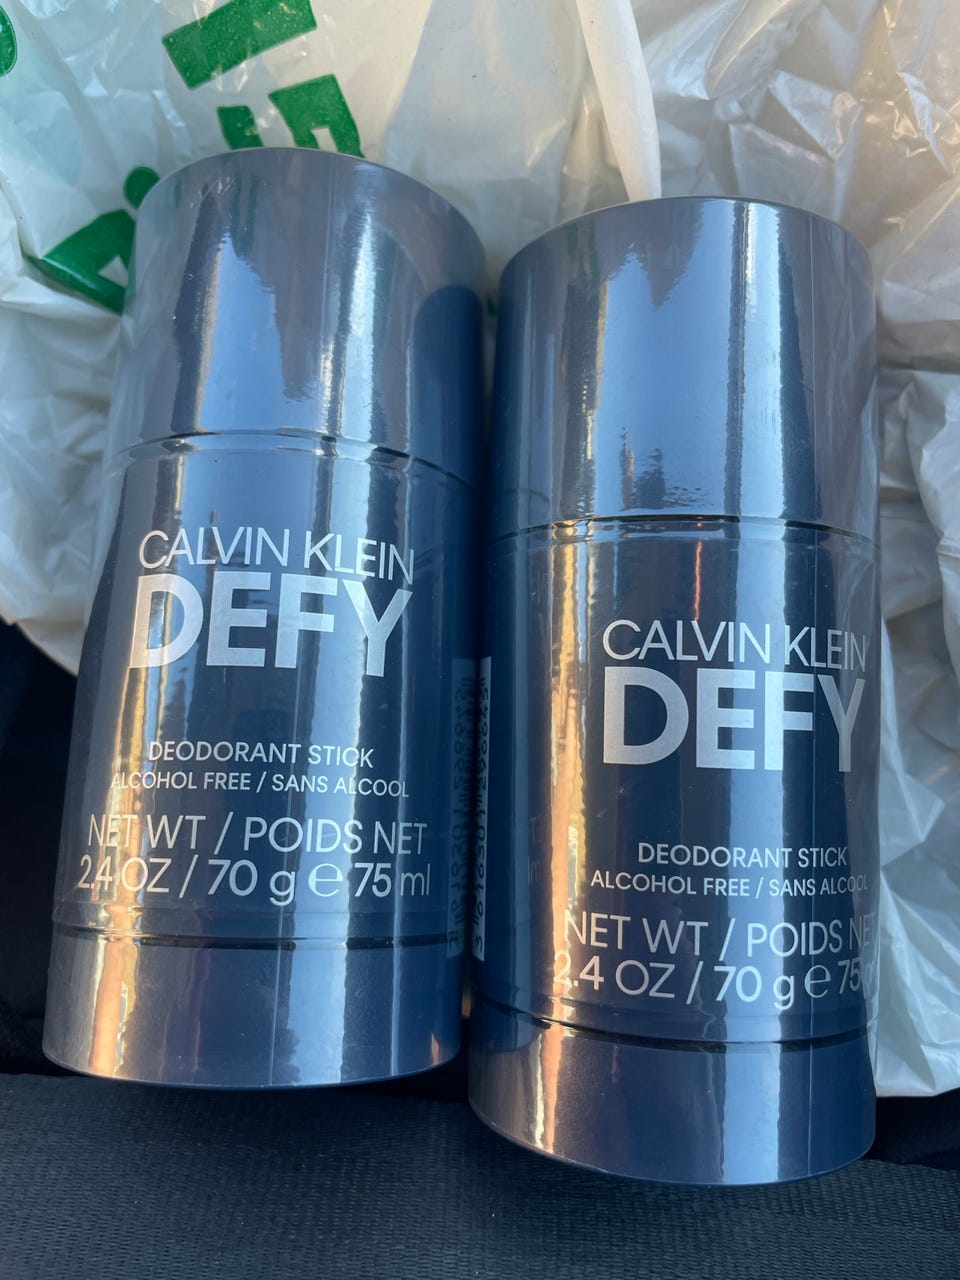 CALVIN KLEIN
DEFY
DEODORANT STICK
ALCOHOL FREE / SANS ALCOOL
NET WT / POIDS NET
2.4 OZ / 70 g ℮ 75 ml
CALVIN KLEIN
DEFY
DEODORANT STICK
ALCOHOL FREE / SANS ALCOOL
NET WT / POIDS NET
2.4 OZ / 70 g ℮ 75